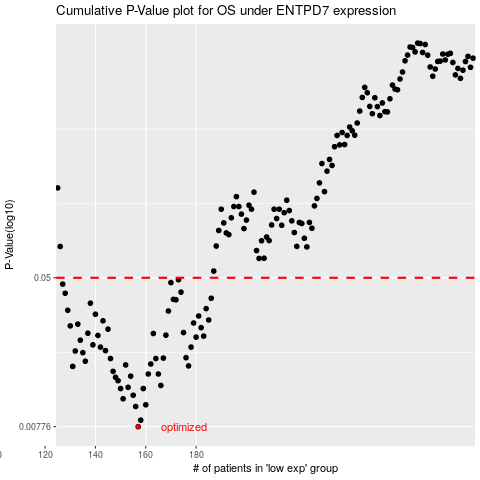 Cumulative P-Value plot for OS under ENTPD7 expression
P-Value(log10)
0.05
0.00776
optimized
0 120 140 160 180
# of patients in 'low exp' group